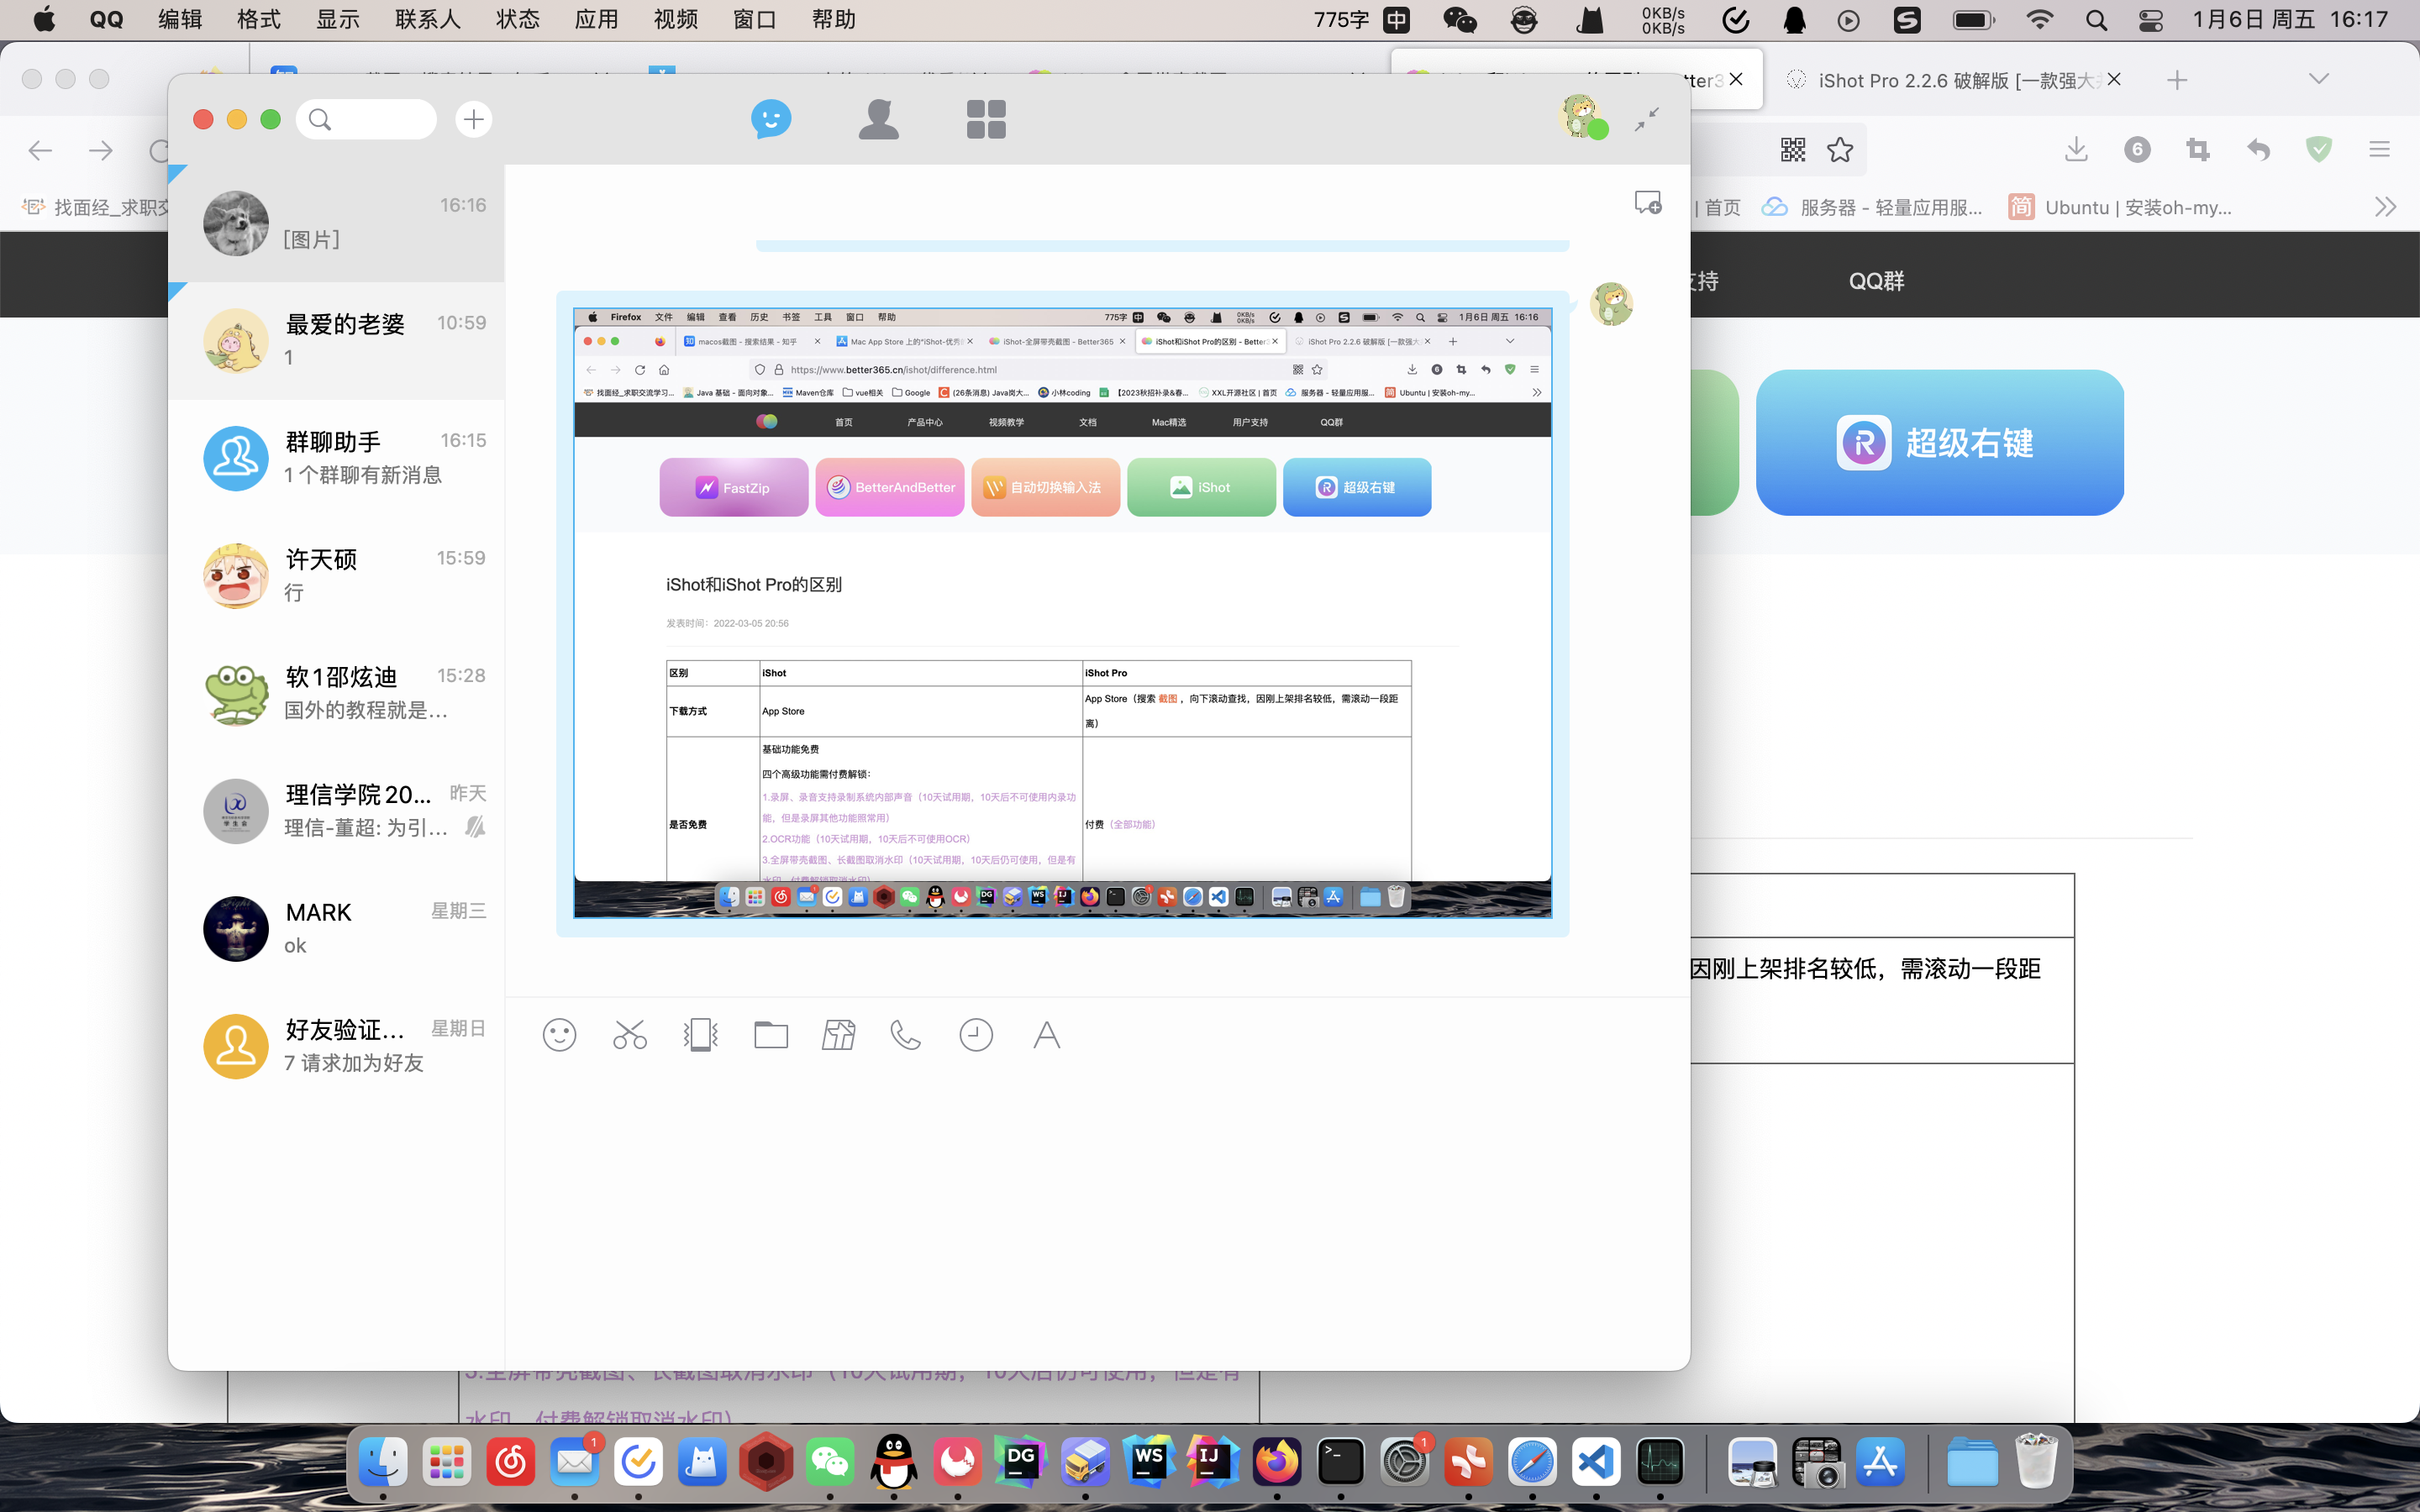 QQ 编辑 格式 显示 联系人 状态 应用 视频 窗口 帮助 775字 中 0KB/s 0KB/s 1月6日 周五 16:17
iShot Pro 2.2.6 破解版 [一款强大
6
找面经_求职交
首页 服务器 - 轻量应用服... 简 Ubuntu | 安装oh-my...
QQ群
超级右键
16:16
[图片]
最爱的老婆 10:59
1
群聊助手 16:15
1 个群聊有新消息
许天硕 15:59
行
软1邵炫迪 15:28
国外的教程就是...
理信学院20... 昨天
理信-董超: 为引...
MARK 星期三
ok
好友验证... 星期日
7 请求加为好友
Firefox 文件 编辑 查看 历史 书签 工具 窗口 帮助 775字 中 0KB/s 0KB/s 1月6日 周五 16:16
macos截图 - 搜索结果 - 知乎 Mac App Store 上的"iShot-优秀 iShot-全屏带壳截图 - Better365 iShot和iShot Pro的区别 - Better iShot Pro 2.2.6 破解版 [一款强大
https://www.better365.cn/ishot/difference.html
找面经_求职交流学习... Java 基础 - 面向对象... Maven仓库 vue相关 Google (26条消息) Java岗大... 小林coding 【2023秋招补录&春... XXL开源社区 | 首页 服务器 - 轻量应用服... 简 Ubuntu | 安装oh-my...
首页 产品中心 视频教学 文档 Mac精选 用户支持 QQ群
FastZip BetterAndBetter 自动切换输入法 iShot 超级右键
iShot和iShot Pro的区别
发表时间：2022-03-05 20:56
区别 iShot iShot Pro
下载方式 App Store App Store（搜索 截图 ，向下滚动查找，因刚上架排名较低，需滚动一段距
离）
基础功能免费
四个高级功能需付费解锁：
1.录屏、录音支持录制系统内部声音（10天试用期，10天后不可使用内录功
能，但是录屏其他功能照常用）
是否免费 付费（全部功能）
2.OCR功能（10天试用期，10天后不可使用OCR）
3.全屏带壳截图、长截图取消水印（10天试用期，10天后仍可使用，但是有
水印，付费解锁取消水印）
因刚上架排名较低，需滚动一段距
3.全屏带壳截图、长截图取消水印（10天试用期，10天后仍可使用，但是有
水印，付费解锁取消水印）
1 DG WS IJ 1